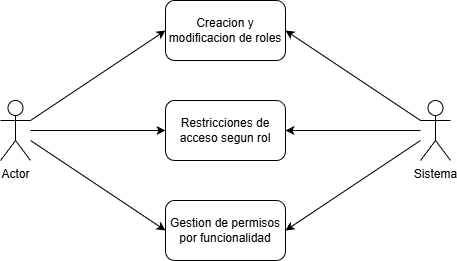 Creacion y
modificacion de roles
Restricciones de
acceso segun rol
Actor
Sistema
Gestion de permisos
por funcionalidad